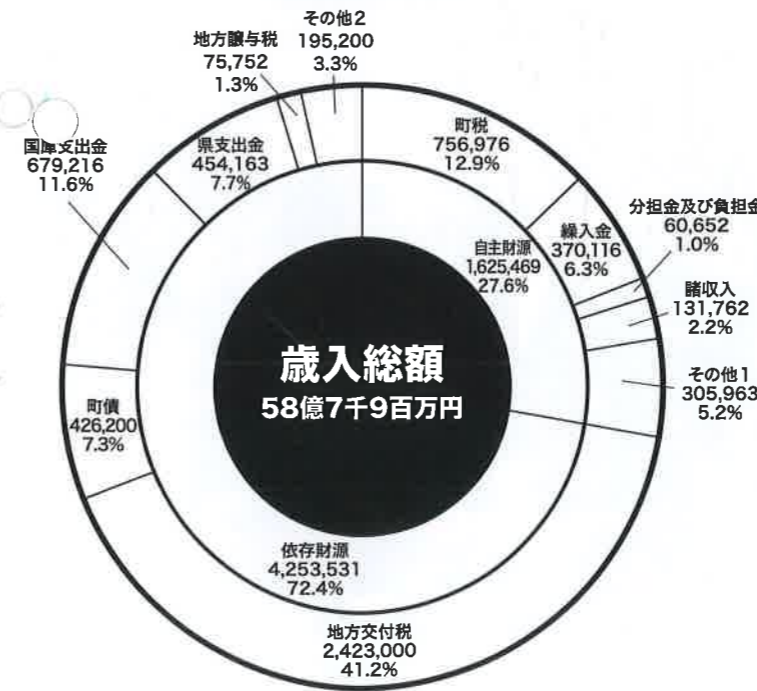 その他2
195,200
3.3%
地方譲与税
75,752
1.3%
県支出金
454,163
7.7%
国庫支出金
679,216
11.6%
町税
756,976
12.9%
繰入金
370,116
6.3%
分担金及び負担金
60,652
1.0%
諸収入
131,762
2.2%
その他1
305,963
5.2%
自主財源
1,625,469
27.6%
歳入総額
58億7千9百万円
町債
426,200
7.3%
依存財源
4,253,531
72.4%
地方交付税
2,423,000
41.2%